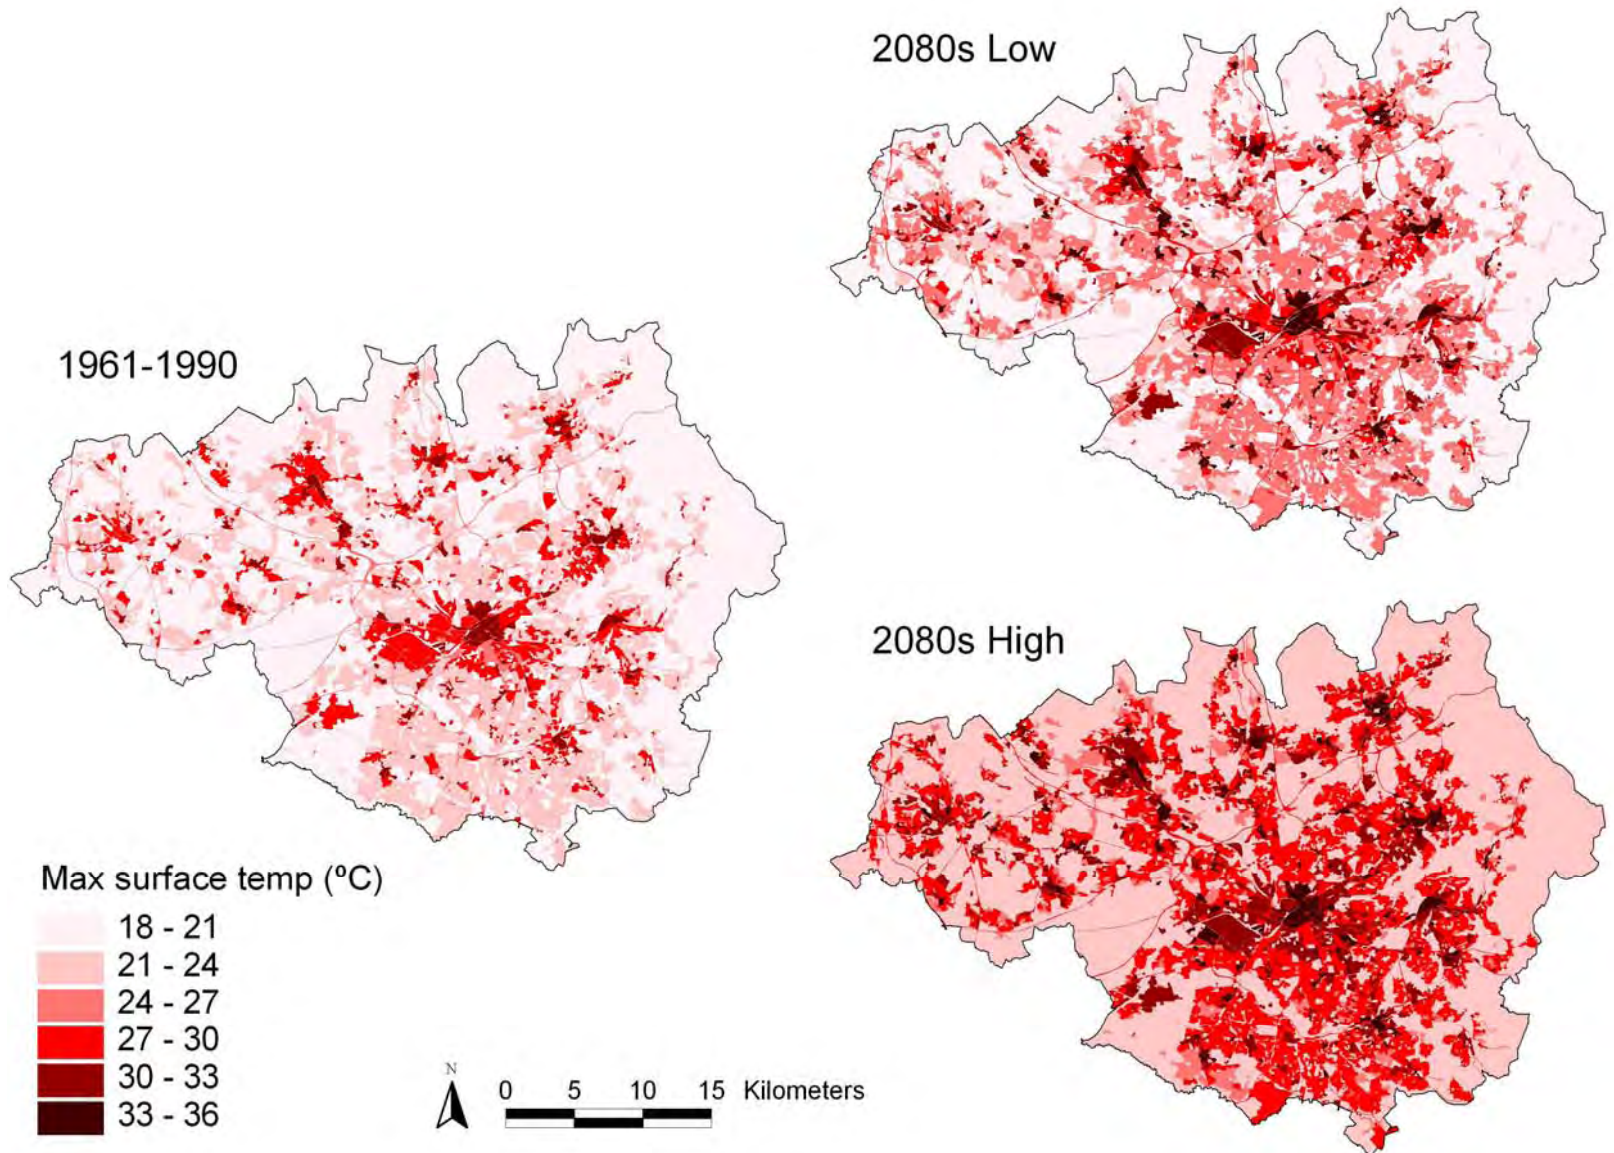 2080s Low
1961-1990
2080s High
Max surface temp (ºC)
18 - 21
21 - 24
24 - 27
27 - 30
30 - 33
33 - 36
N
0 5 10 15 Kilometers